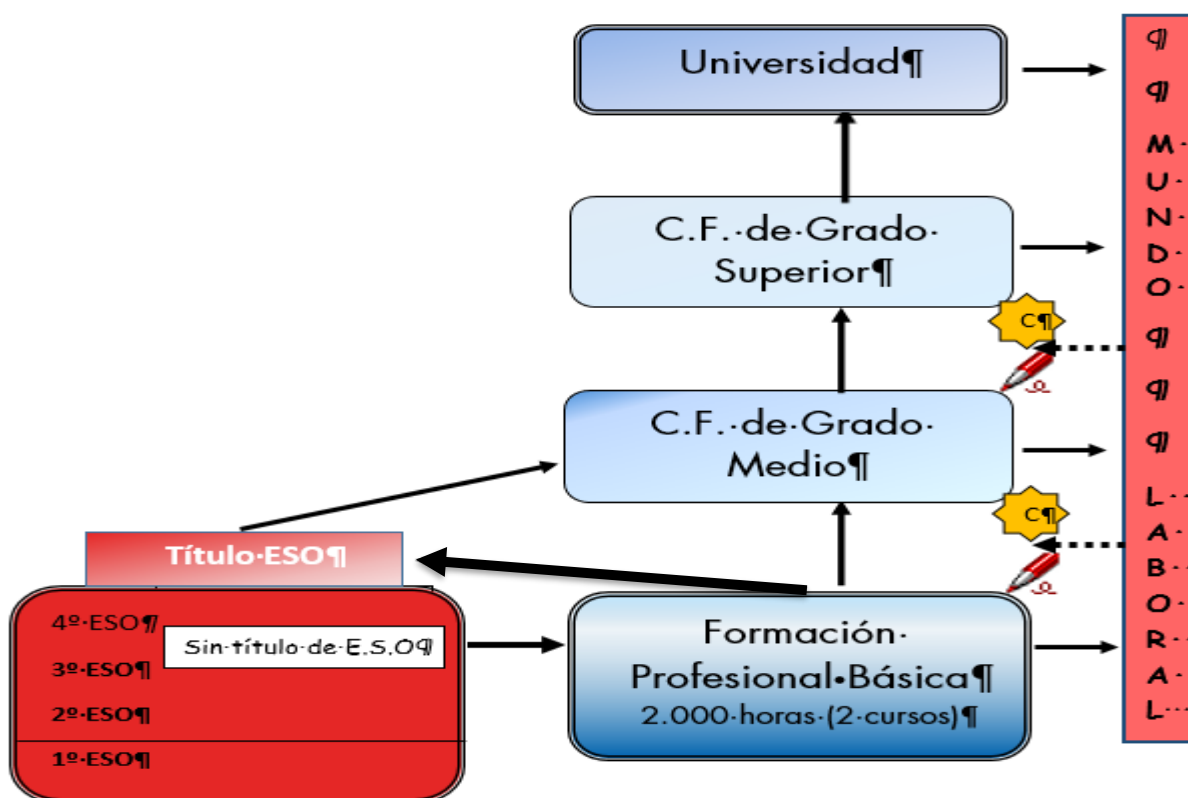 Universidad¶
C.F.·de·Grado·
Superior¶
C¶
C.F.·de·Grado·
Medio¶
C¶
Título·ESO¶
4º·ESO¶
Sin·título·de·E.S.O¶
3º·ESO¶
2º·ESO¶
1º·ESO¶
Formación·
Profesional•Básica¶
2.000·horas·(2·cursos)¶
¶
¶
M·
U·
N·
D·
O·
¶
¶
¶
L··
A·
B··
O·
R··
A·
L···